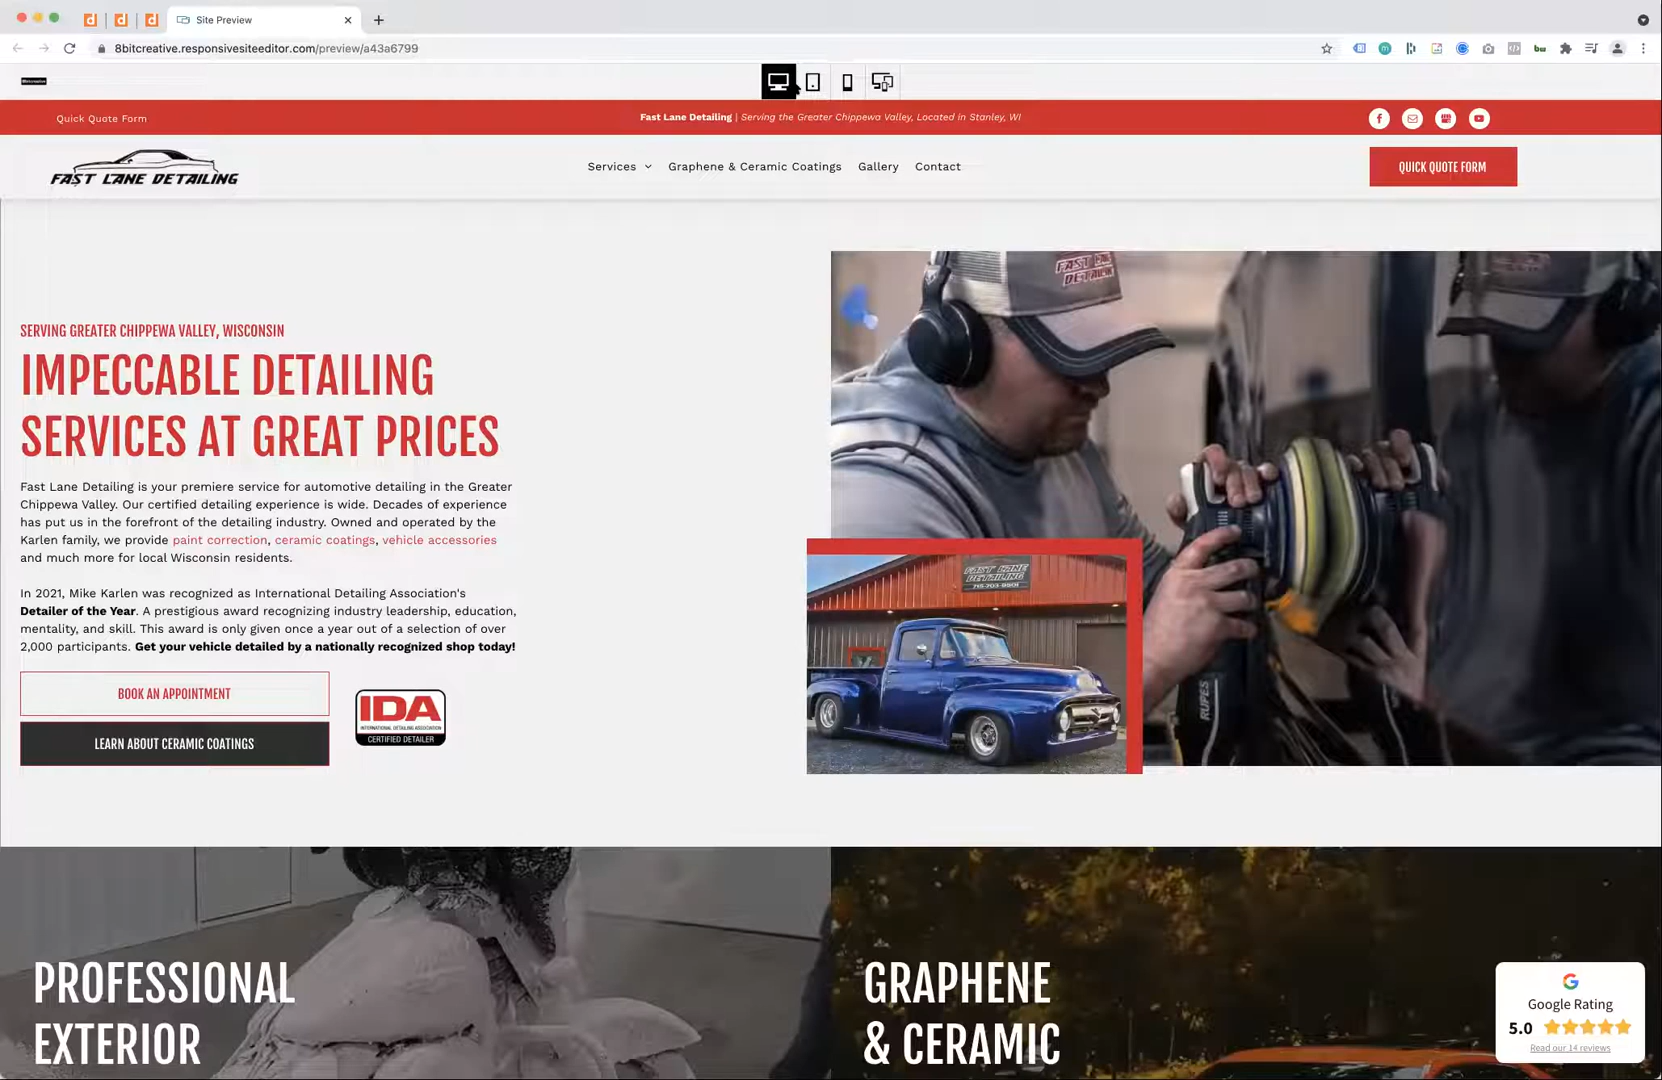 Site Preview
8bitcreative.responsivesiteeditor.com/preview/a43a6799
Quick Quote Form
Fast Lane Detailing | Serving the Greater Chippewa Valley, Located in Stanley, WI
FAST LANE DETAILING
Services
Graphene & Ceramic Coatings
Gallery
Contact
QUICK QUOTE FORM
SERVING GREATER CHIPPEWA VALLEY, WISCONSIN
IMPECCABLE DETAILING
SERVICES AT GREAT PRICES
Fast Lane Detailing is your premiere service for automotive detailing in the Greater
Chippewa Valley. Our certified detailing experience is wide. Decades of experience
has put us in the forefront of the detailing industry. Owned and operated by the
Karlen family, we provide paint correction, ceramic coatings, vehicle accessories
and much more for local Wisconsin residents.
In 2021, Mike Karlen was recognized as International Detailing Association's
Detailer of the Year. A prestigious award recognizing industry leadership, education,
mentality, and skill. This award is only given once a year out of a selection of over
2,000 participants. Get your vehicle detailed by a nationally recognized shop today!
BOOK AN APPOINTMENT
LEARN ABOUT CERAMIC COATINGS
IDA
INTERNATIONAL DETAILING ASSOCIATION
CERTIFIED DETAILER
FAST LANE
DETAILING
RUPES
PROFESSIONAL
EXTERIOR
GRAPHENE
& CERAMIC
Google Rating
5.0
Read our 14 reviews